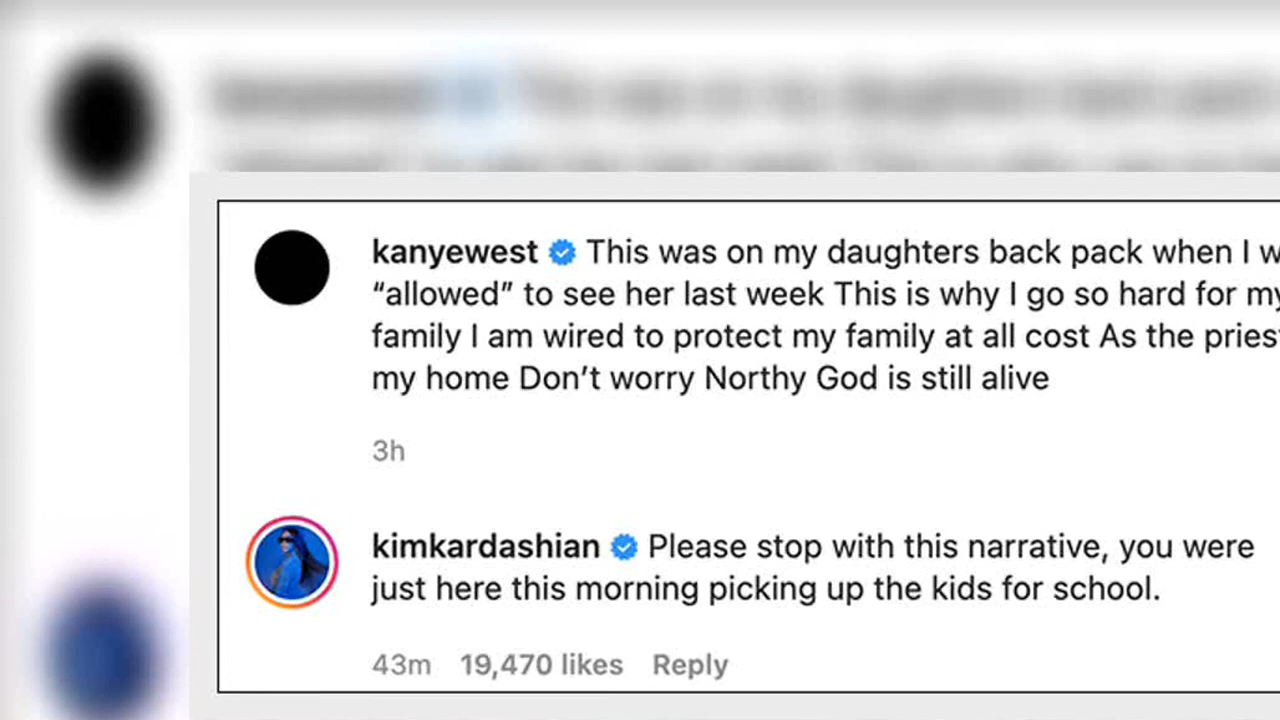 kanyewest This was on my daughters back pack when I
“allowed” to see her last week This is why I go so hard for my
family I am wired to protect my family at all cost As the
my home Don’t worry Northy God is still alive
3h
kimkardashian Please stop with this narrative, you were
just here this morning picking up the kids for school.
43m 19,470 likes Reply